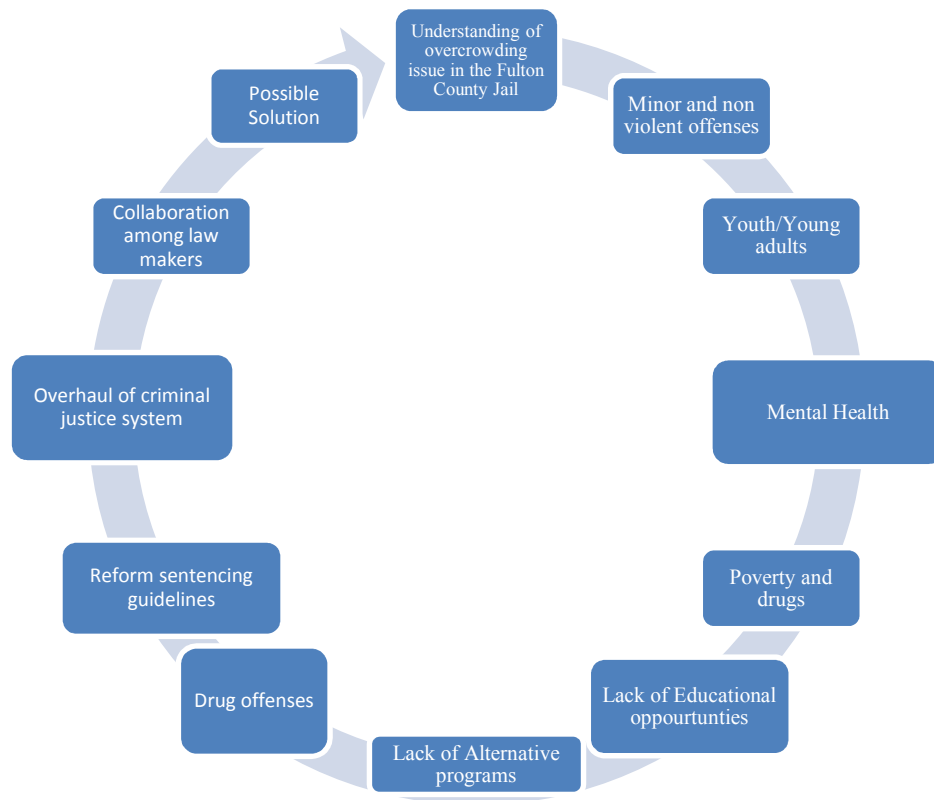 Understanding of
overcrowding
issue in the Fulton
County Jail
Minor and non
violent offenses
Youth/Young
adults
Mental Health
Poverty and
drugs
Lack of Educational
oppourtunties
Lack of Alternative
programs
Drug offenses
Reform sentencing
guidelines
Overhaul of criminal
justice system
Collaboration
among law
makers
Possible
Solution